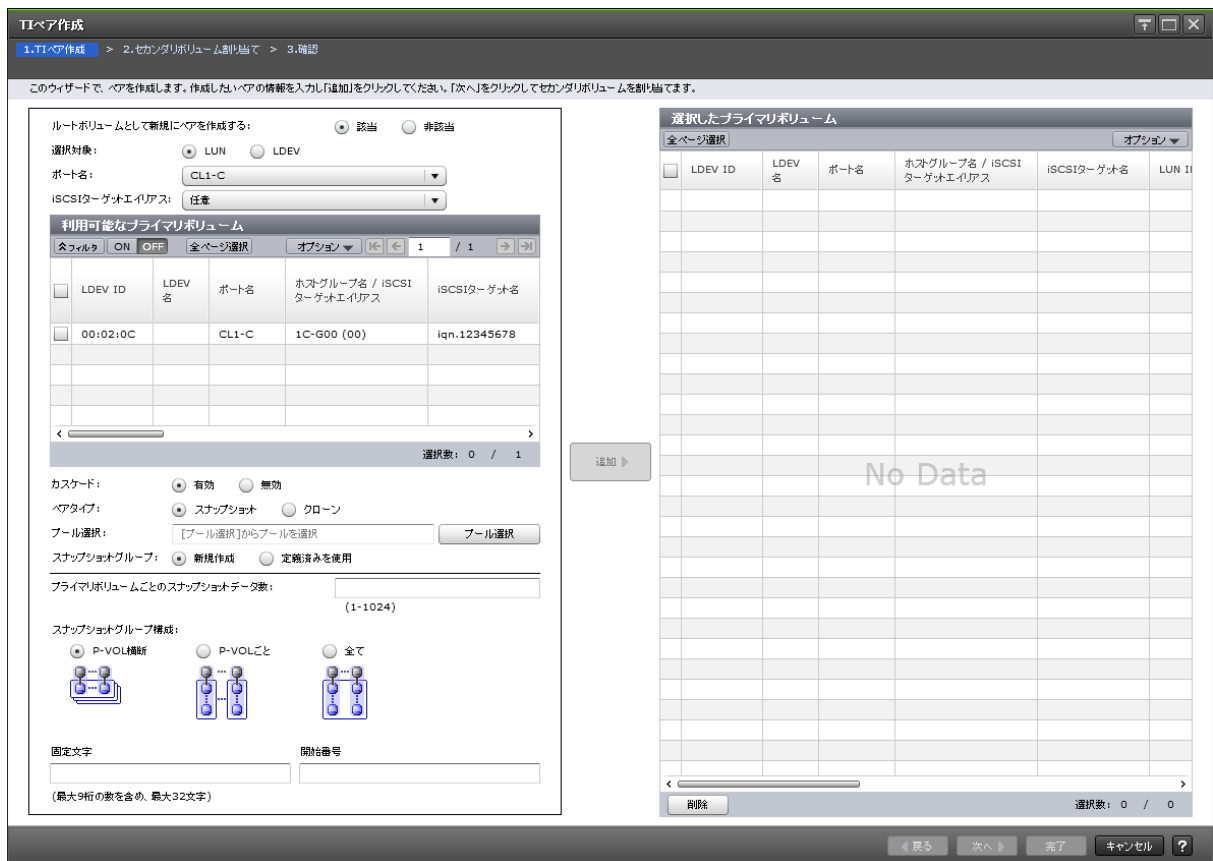 TIペア作成
1.TIペア作成 > 2.セカンダリボリューム割り当て > 3.確認
このウィザードで、ペアを作成します。作成したいペアの情報を入力し「追加」をクリックしてください。「次へ」をクリックしてセカンダリボリュームを割り当てます。
ルートボリュームとして新規にペアを作成する: 該当 非該当
選択対象: LUN LDEV
ポート名: CL1-C
iSCSIターゲットエイリアス: 任意
利用可能なプライマリボリューム
フィルタ ON OFF 全ページ選択 オプション 1 / 1
LDEV ID LDEV名 ポート名 ホストグループ名 / iSCSIターゲットエイリアス iSCSIターゲット名
00:02:0C CL1-C 1C-G00 (00) iqn.12345678
選択数: 0 / 1
カスケード: 有効 無効
ペアタイプ: スナップショット クローン
プール選択: [プール選択]からプールを選択 プール選択
スナップショットグループ: 新規作成 定義済みを使用
プライマリボリュームごとのスナップショットデータ数:
(1-1024)
スナップショットグループ構成:
P-VOL横断 P-VOLごと 全て
固定文字 開始番号
(最大9桁の数を含め、最大32文字)
追加
選択したプライマリボリューム
全ページ選択 オプション
LDEV ID LDEV名 ポート名 ホストグループ名 / iSCSIターゲットエイリアス iSCSIターゲット名 LUN I
No Data
削除 選択数: 0 / 0
戻る 次へ 完了 キャンセル ?